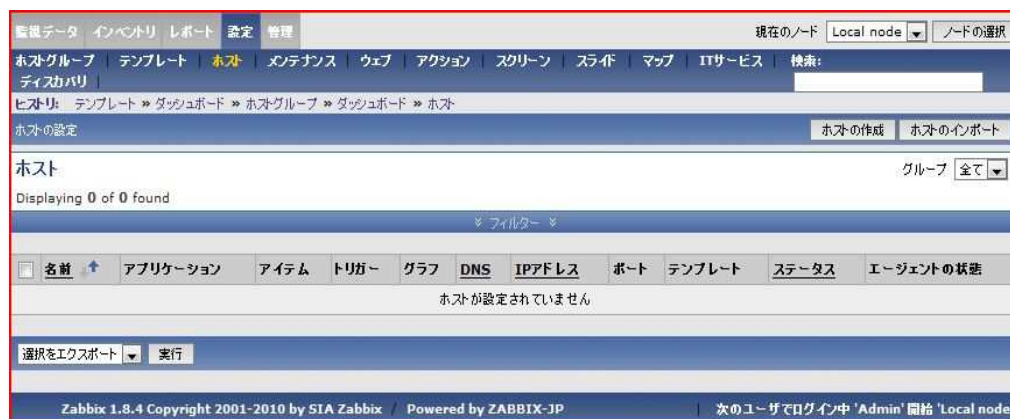 監視データ インベントリ レポート 設定 管理 現在のノード Local node ノードの選択
ホストグループ | テンプレート | ホスト | メンテナンス | ウェブ | アクション | スクリーン | スライド | マップ | ITサービス | 検索:
ディスカバリ |
ヒストリ: テンプレート » ダッシュボード » ホストグループ » ダッシュボード » ホスト
ホストの設定 ホストの作成 ホストのインポート
ホスト グループ 全て
Displaying 0 of 0 found
フィルター
名前 アプリケーション アイテム トリガー グラフ DNS IPアドレス ポート テンプレート ステータス エージェントの状態
ホストが設定されていません
選択をエクスポート 実行
Zabbix 1.8.4 Copyright 2001-2010 by SIA Zabbix / Powered by ZABBIX-JP | 次のユーザでログイン中 'Admin' 開始 'Local node